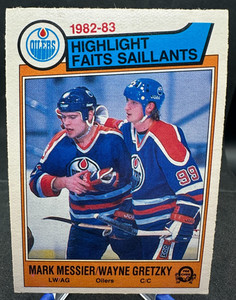 1982-83
OILERS
HIGHLIGHT
FAITS SAILLANTS
99
MARK MESSIER/WAYNE GRETZKY
LW/AG Oilers C-C